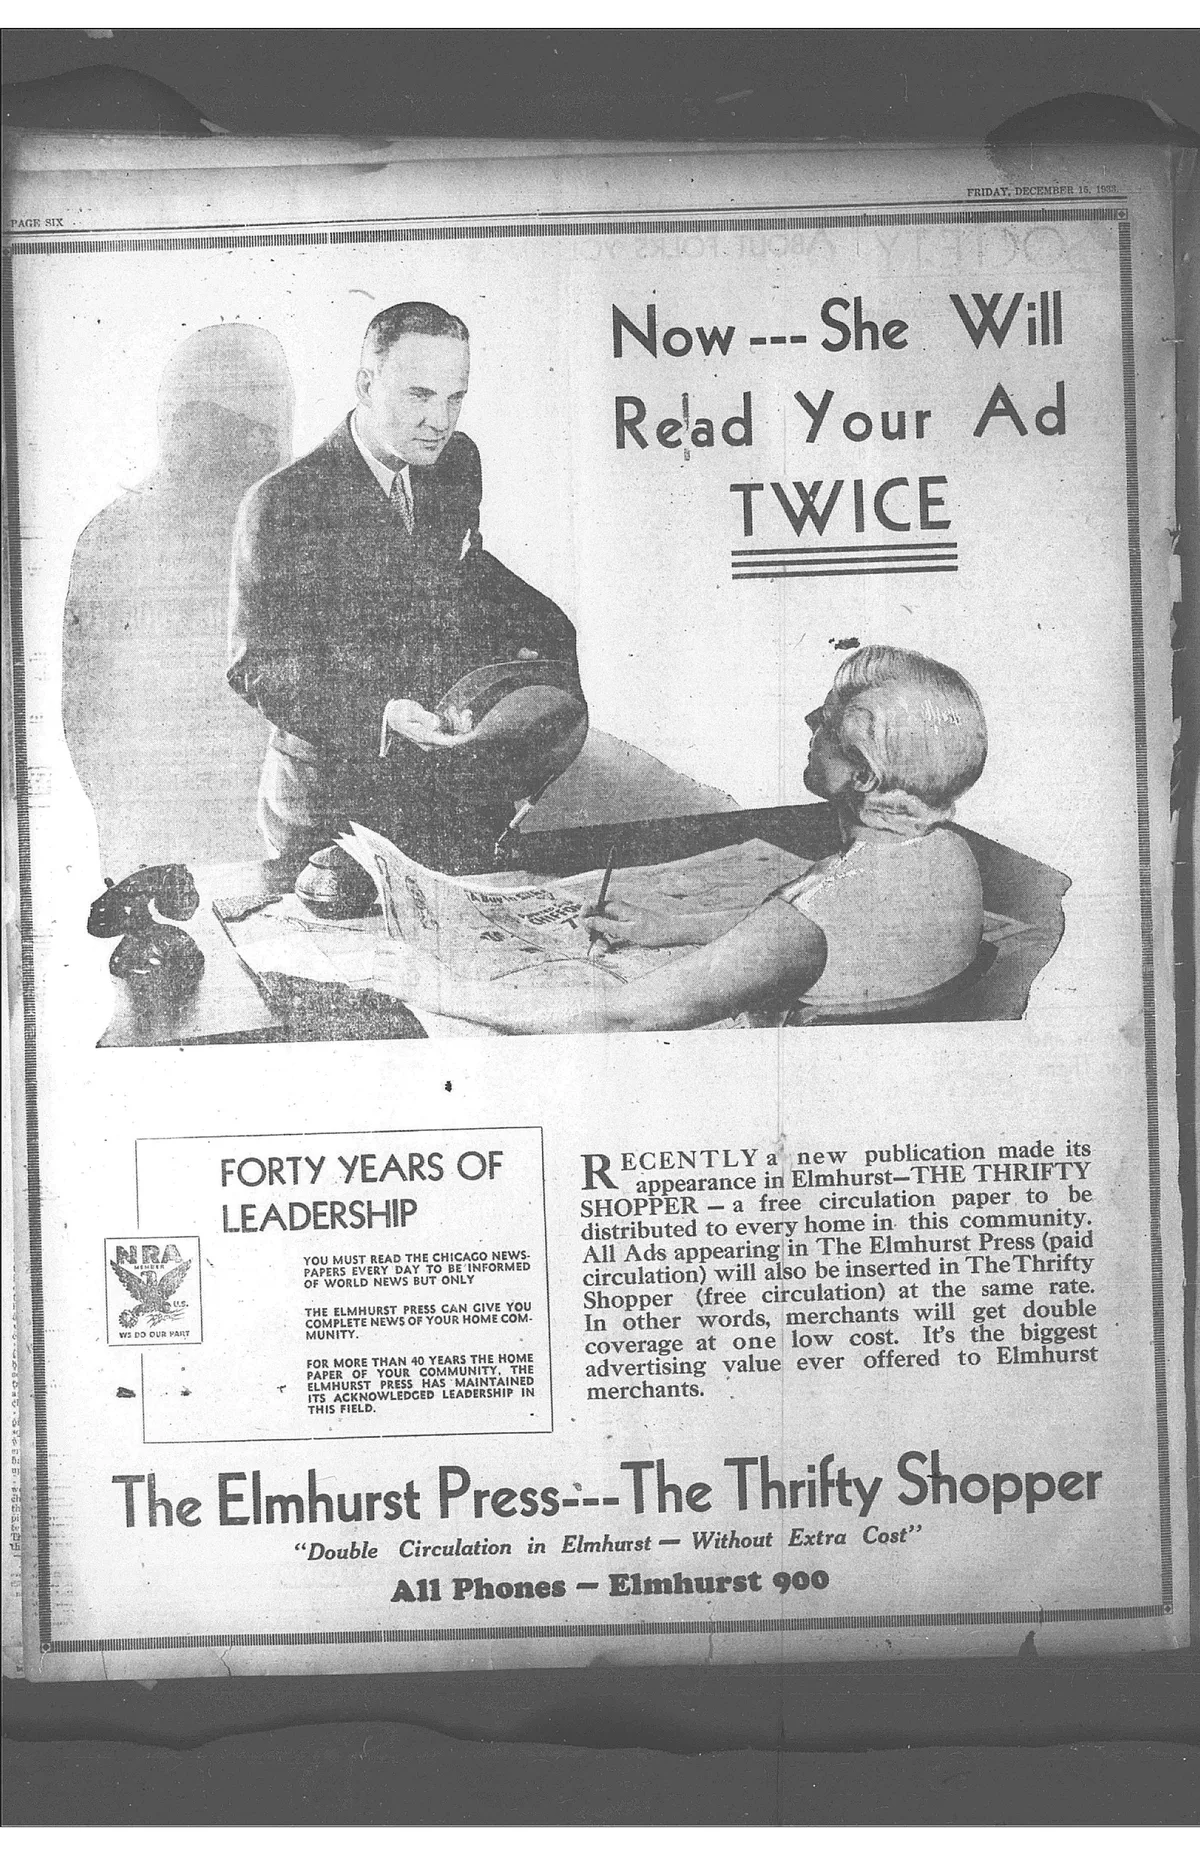 PAGE SIX
FRIDAY, DECEMBER 15, 1933.
Now --- She Will
Read Your Ad
TWICE
FORTY YEARS OF
LEADERSHIP
NRA
MEMBER
U.S.
WE DO OUR PART
YOU MUST READ THE CHICAGO NEWS-
PAPERS EVERY DAY TO BE INFORMED
OF WORLD NEWS BUT ONLY
THE ELMHURST PRESS CAN GIVE YOU
COMPLETE NEWS OF YOUR HOME COM-
MUNITY.
FOR MORE THAN 40 YEARS THE HOME
PAPER OF YOUR COMMUNITY, THE
ELMHURST PRESS HAS MAINTAINED
ITS ACKNOWLEDGED LEADERSHIP IN
THIS FIELD.
RECENTLY a new publication made its
appearance in Elmhurst—THE THRIFTY
SHOPPER — a free circulation paper to be
distributed to every home in this community.
All Ads appearing in The Elmhurst Press (paid
circulation) will also be inserted in The Thrifty
Shopper (free circulation) at the same rate.
In other words, merchants will get double
coverage at one low cost. It's the biggest
advertising value ever offered to Elmhurst
merchants.
The Elmhurst Press---The Thrifty Shopper
"Double Circulation in Elmhurst — Without Extra Cost"
All Phones — Elmhurst 900